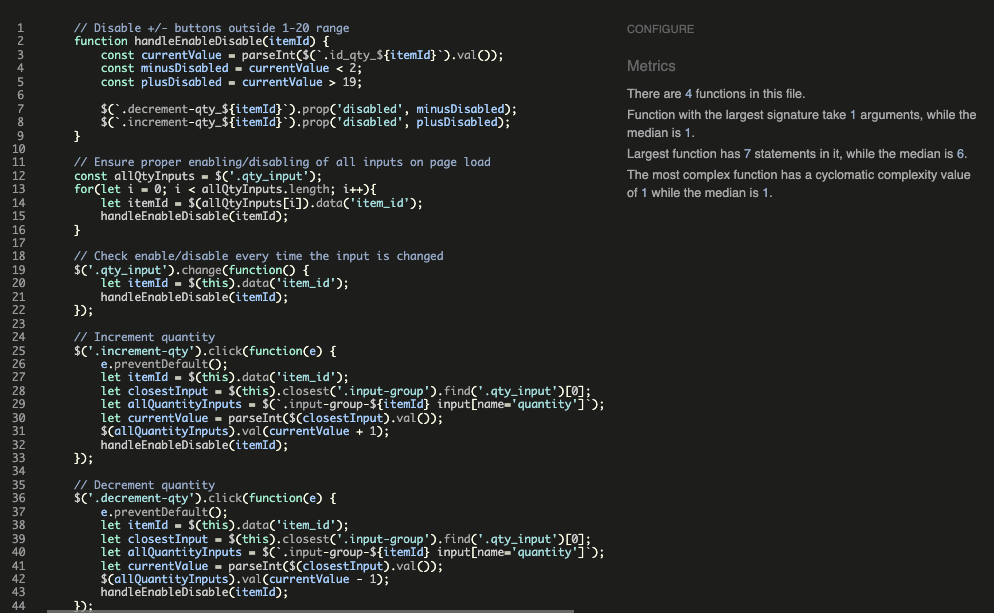 1 // Disable +/- buttons outside 1-20 range
2 function handleEnableDisable(itemId) {
3 const currentValue = parseInt($(`.id_qty_${itemId}`).val());
4 const minusDisabled = currentValue < 2;
5 const plusDisabled = currentValue > 19;
6
7 $(`.decrement-qty_${itemId}`).prop('disabled', minusDisabled);
8 $(`.increment-qty_${itemId}`).prop('disabled', plusDisabled);
9 }
10
11 // Ensure proper enabling/disabling of all inputs on page load
12 const allQtyInputs = $('.qty_input');
13 for(let i = 0; i < allQtyInputs.length; i++){
14 let itemId = $(allQtyInputs[i]).data('item_id');
15 handleEnableDisable(itemId);
16 }
17
18 // Check enable/disable every time the input is changed
19 $('.qty_input').change(function() {
20 let itemId = $(this).data('item_id');
21 handleEnableDisable(itemId);
22 });
23
24 // Increment quantity
25 $('.increment-qty').click(function(e) {
26 e.preventDefault();
27 let itemId = $(this).data('item_id');
28 let closestInput = $(this).closest('.input-group').find('.qty_input')[0];
29 let allQuantityInputs = $(`.input-group-${itemId} input[name='quantity']`);
30 let currentValue = parseInt($(closestInput).val());
31 $(allQuantityInputs).val(currentValue + 1);
32 handleEnableDisable(itemId);
33 });
34
35 // Decrement quantity
36 $('.decrement-qty').click(function(e) {
37 e.preventDefault();
38 let itemId = $(this).data('item_id');
39 let closestInput = $(this).closest('.input-group').find('.qty_input')[0];
40 let allQuantityInputs = $(`.input-group-${itemId} input[name='quantity']`);
41 let currentValue = parseInt($(closestInput).val());
42 $(allQuantityInputs).val(currentValue - 1);
43 handleEnableDisable(itemId);
44 });
CONFIGURE
Metrics
There are 4 functions in this file.
Function with the largest signature take 1 arguments, while the
median is 1.
Largest function has 7 statements in it, while the median is 6.
The most complex function has a cyclomatic complexity value
of 1 while the median is 1.